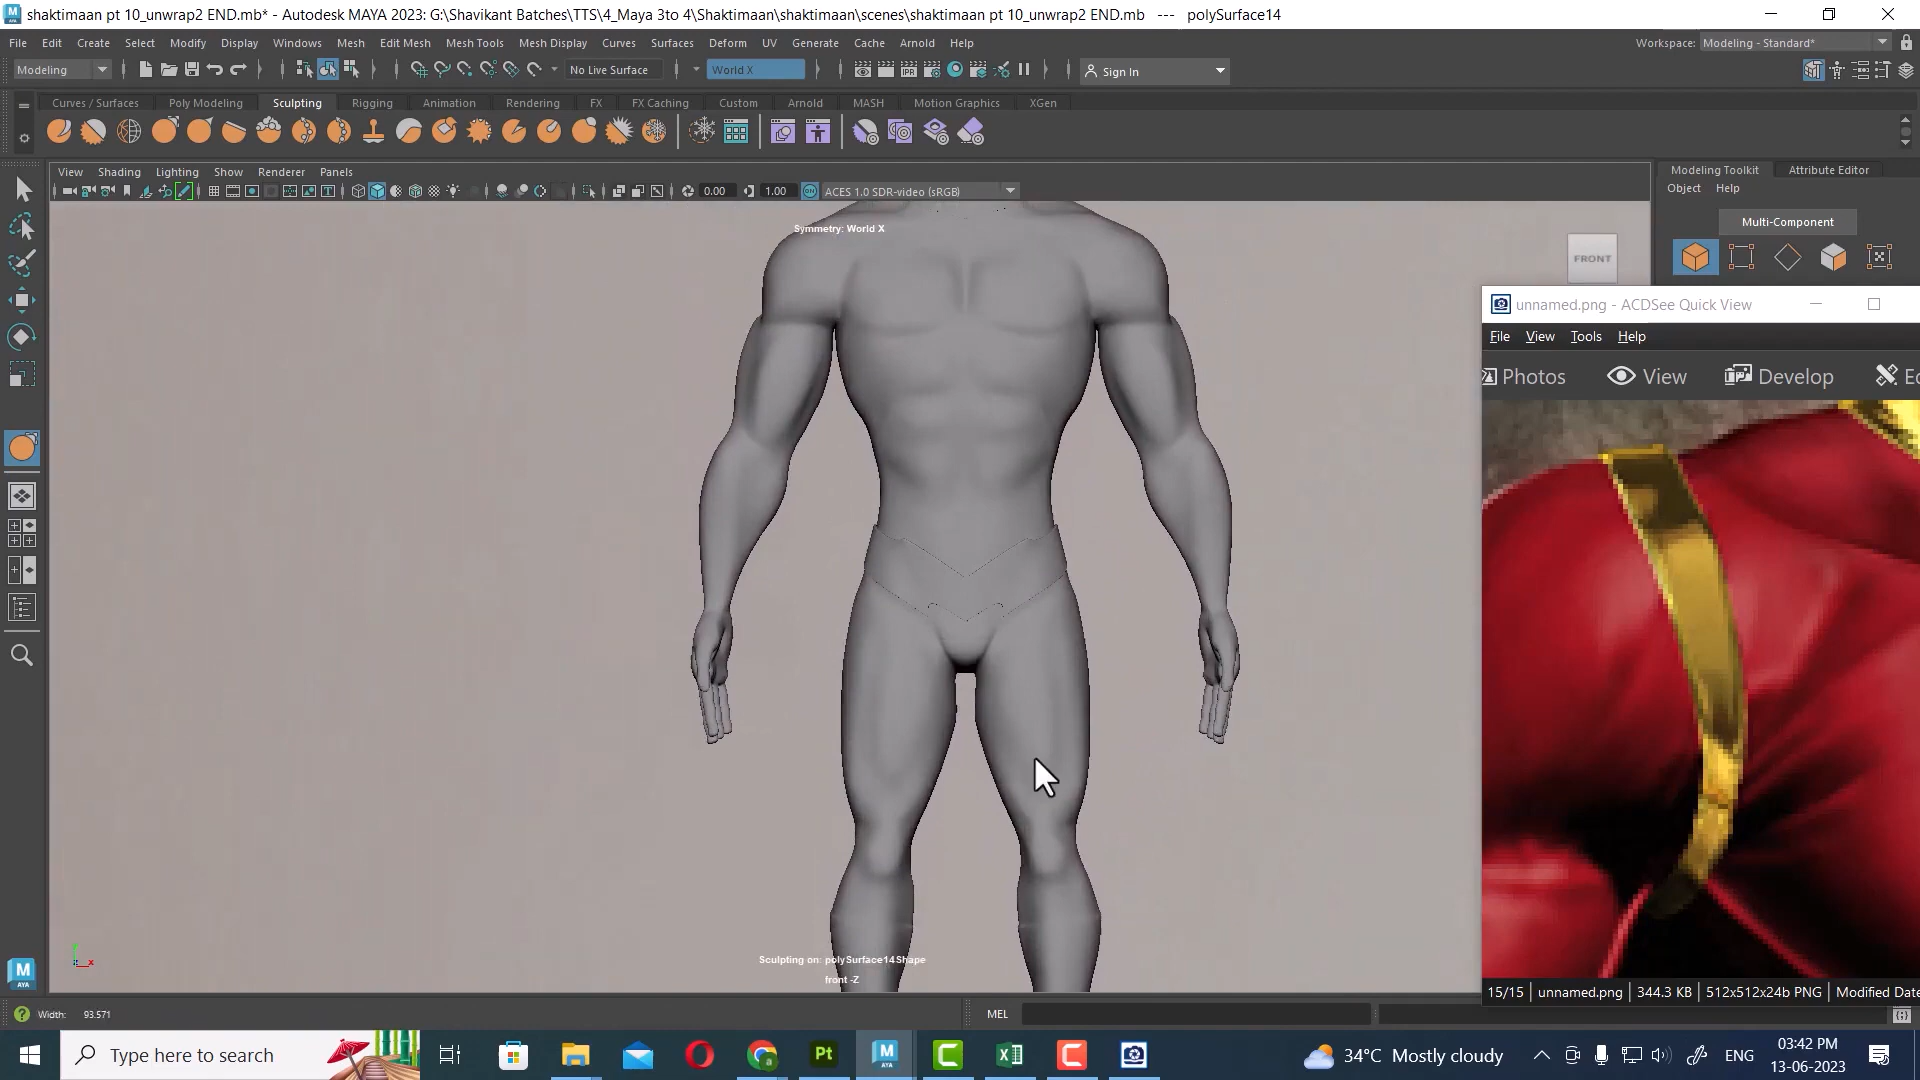 shaktimaan pt 10_unwrap2 END.mb* - Autodesk MAYA 2023: G:\Shavikant Batches\TTS\4_Maya 3to 4\Shaktimaan\shaktimaan\scenes\shaktimaan pt 10_unwrap2 END.mb --- polySurface14
File Edit Create Select Modify Display Windows Mesh Edit Mesh Mesh Tools Mesh Display Curves Surfaces Deform UV Generate Cache Arnold Help Workspace: Modeling - Standard*
Modeling No Live Surface World X Sign In
Curves / Surfaces Poly Modeling Sculpting Rigging Animation Rendering FX FX Caching Custom Arnold MASH Motion Graphics XGen
View Shading Lighting Show Renderer Panels
Modeling Toolkit Attribute Editor
Object Help
0.00 1.00 ON ACES 1.0 SDR-video (sRGB)
Multi-Component
Symmetry: World X
FRONT
unnamed.png - ACDSee Quick View
File View Tools Help
Photos View Develop Ed
Sculpting on: polySurface14Shape
front -Z
15/15 unnamed.png 344.3 KB 512x512x24b PNG Modified Date
Width: 93.571
MEL
M
AYA
Type here to search
34°C Mostly cloudy
ENG
03:42 PM
13-06-2023